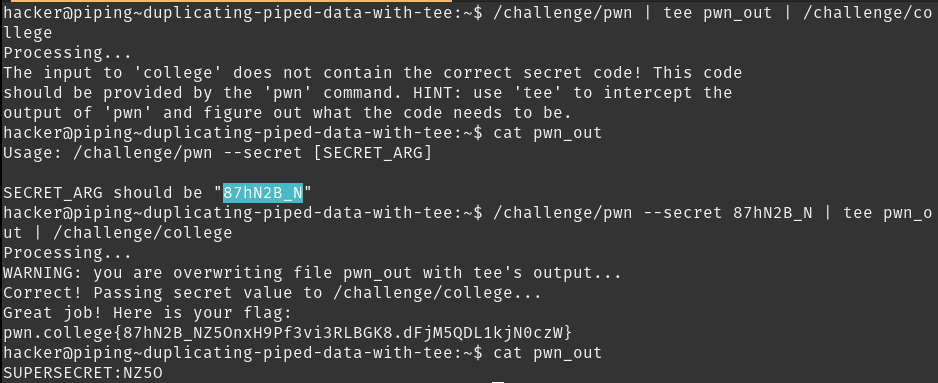 hacker@piping~duplicating-piped-data-with-tee:~$ /challenge/pwn | tee pwn_out | /challenge/co
llege
Processing...
The input to 'college' does not contain the correct secret code! This code
should be provided by the 'pwn' command. HINT: use 'tee' to intercept the
output of 'pwn' and figure out what the code needs to be.
hacker@piping~duplicating-piped-data-with-tee:~$ cat pwn_out
Usage: /challenge/pwn --secret [SECRET_ARG]
SECRET_ARG should be "87hN2B_N"
hacker@piping~duplicating-piped-data-with-tee:~$ /challenge/pwn --secret 87hN2B_N | tee pwn_o
ut | /challenge/college
Processing...
WARNING: you are overwriting file pwn_out with tee's output...
Correct! Passing secret value to /challenge/college...
Great job! Here is your flag:
pwn.college{87hN2B_NZ5OnxH9Pf3vi3RLBGK8.dFjM5QDL1kjN0czW}
hacker@piping~duplicating-piped-data-with-tee:~$ cat pwn_out
SUPERSECRET:NZ5O